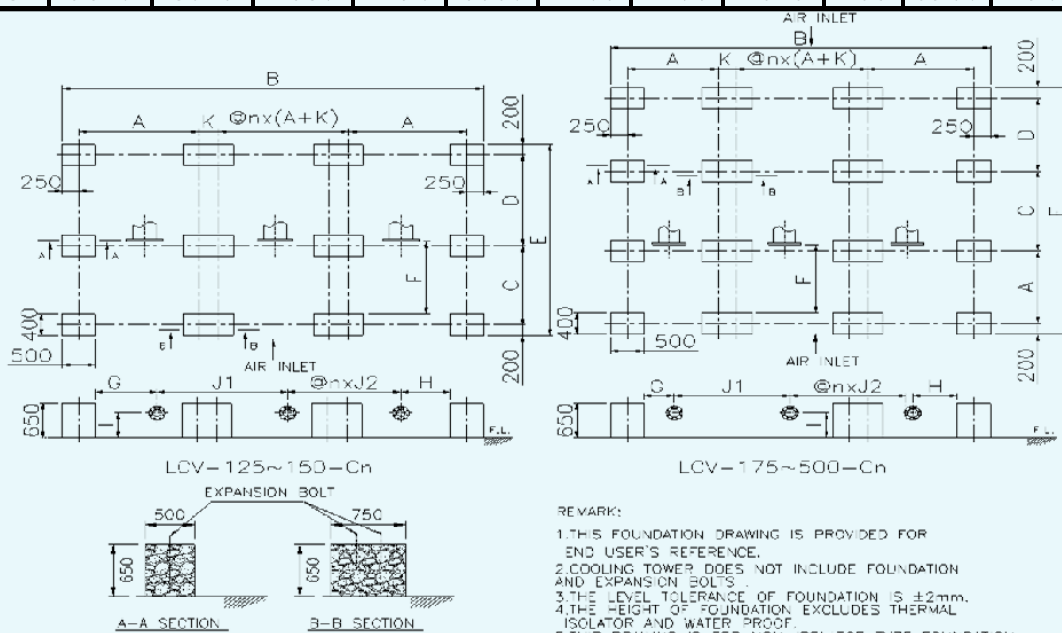 AIR INLET
B
A K @nx(A+K) A
200
250
250
D
E
C
F
A A
B B
400
500
200
AIR INLET
G J1 @nxJ2 H
650
I
F.L.
LCV-125~150-Cn
B
A K @nx(A+K) A
200
250
250
D
C
A
F
A A
B B
400
500
200
AIR INLET
G J1 @nxJ2 H
650
I
F.L.
LCV-175~500-Cn
EXPANSION BOLT
500
750
650
650
A-A SECTION
B-B SECTION
REMARK:
1.THIS FOUNDATION DRAWING IS PROVIDED FOR
END USER'S REFERENCE.
2.COOLING TOWER DOES NOT INCLUDE FOUNDATION
AND EXPANSION BOLTS .
3.THE LEVEL TOLERANCE OF FOUNDATION IS ±2mm.
4.THE HEIGHT OF FOUNDATION EXCLUDES THERMAL
ISOLATOR AND WATER PROOF.